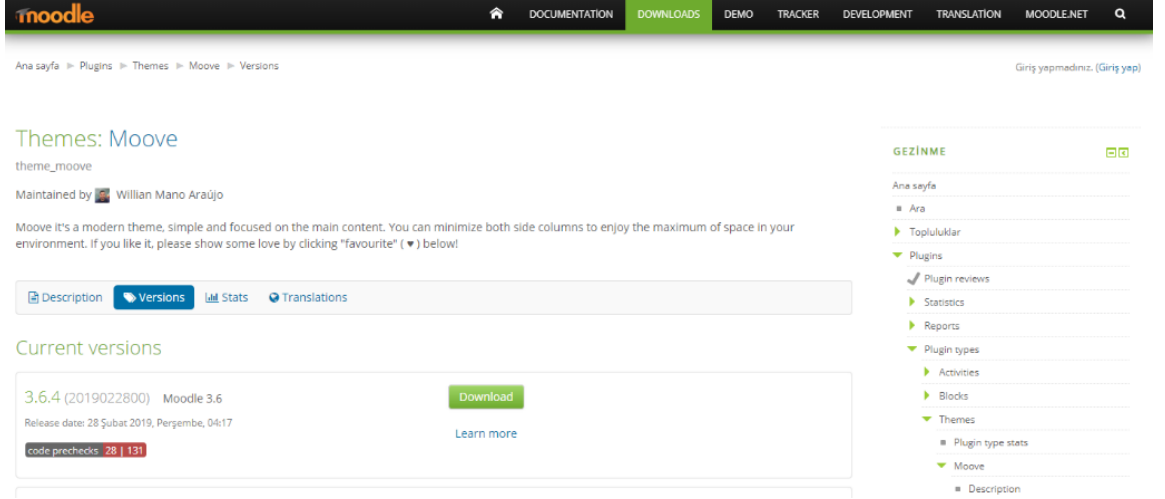 moodle
DOCUMENTATION DOWNLOADS DEMO TRACKER DEVELOPMENT TRANSLATION MOODLE.NET
Ana sayfa Plugins Themes Moove Versions
Giriş yapmadınız. (Giriş yap)
Themes: Moove
theme_moove
Maintained by Willian Mano Araújo
Moove it's a modern theme, simple and focused on the main content. You can minimize both side columns to enjoy the maximum of space in your
environment. If you like it, please show some love by clicking "favourite" ( ♥ ) below!
Description Versions Stats Translations
Current versions
3.6.4 (2019022800) Moodle 3.6
Release date: 28 Şubat 2019, Perşembe, 04:17
code prechecks 28 | 131
Download
Learn more
GEZİNME
Ana sayfa
Ara
Topluluklar
Plugins
Plugin reviews
Statistics
Reports
Plugin types
Activities
Blocks
Themes
Plugin type stats
Moove
Description